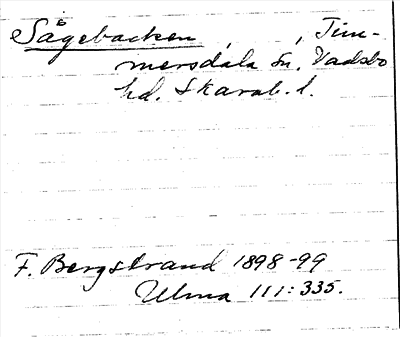 Sågebacken, , Tim-
mersdala sn, Vadsbo
hd. Skarab. l.
F. Bergstrand 1898-99
Ulma 111:335.